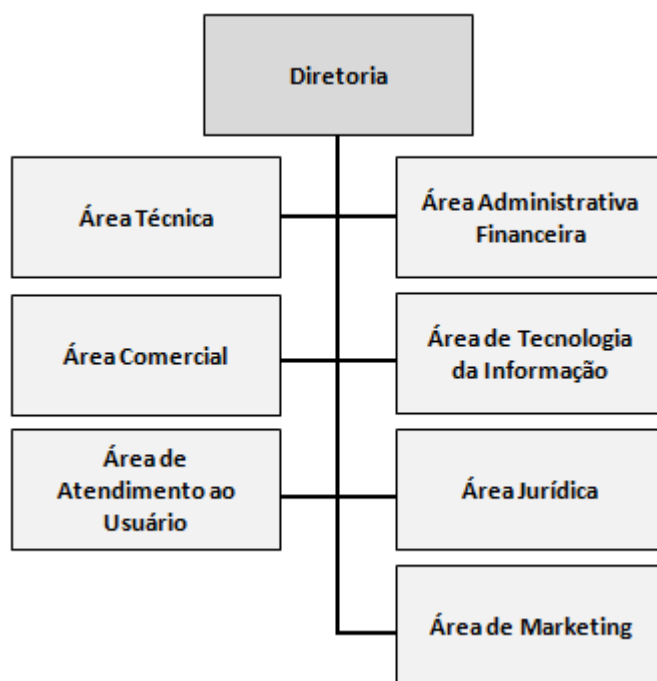 Diretoria
Área Técnica
Área Administrativa
Financeira
Área Comercial
Área de Tecnologia
da Informação
Área de
Atendimento ao
Usuário
Área Jurídica
Área de Marketing